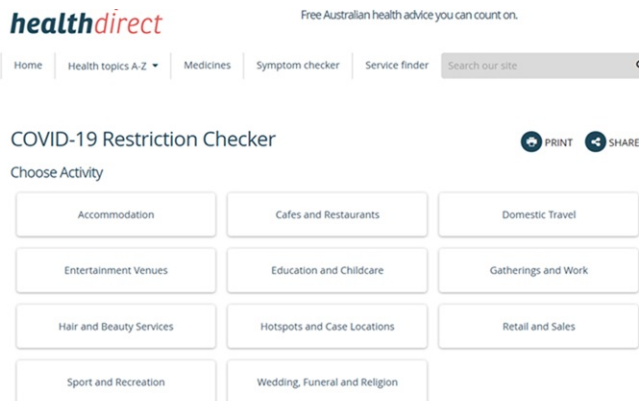 healthdirect
Free Australian health advice you can count on.
Home Health topics A-Z Medicines Symptom checker Service finder Search our site
COVID-19 Restriction Checker
PRINT SHARE
Choose Activity
Accommodation Cafes and Restaurants Domestic Travel
Entertainment Venues Education and Childcare Gatherings and Work
Hair and Beauty Services Hotspots and Case Locations Retail and Sales
Sport and Recreation Wedding, Funeral and Religion